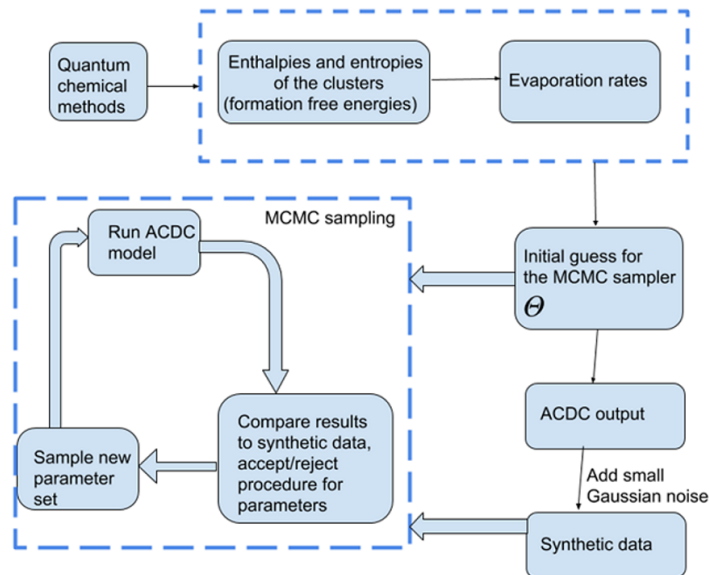 Quantum
chemical
methods
Enthalpies and entropies
of the clusters
(formation free energies)
Evaporation rates
MCMC sampling
Run ACDC
model
Initial guess for
the MCMC sampler
Θ
Compare results
to synthetic data,
accept/reject
procedure for
parameters
Sample new
parameter
set
ACDC output
Add small
Gaussian noise
Synthetic data